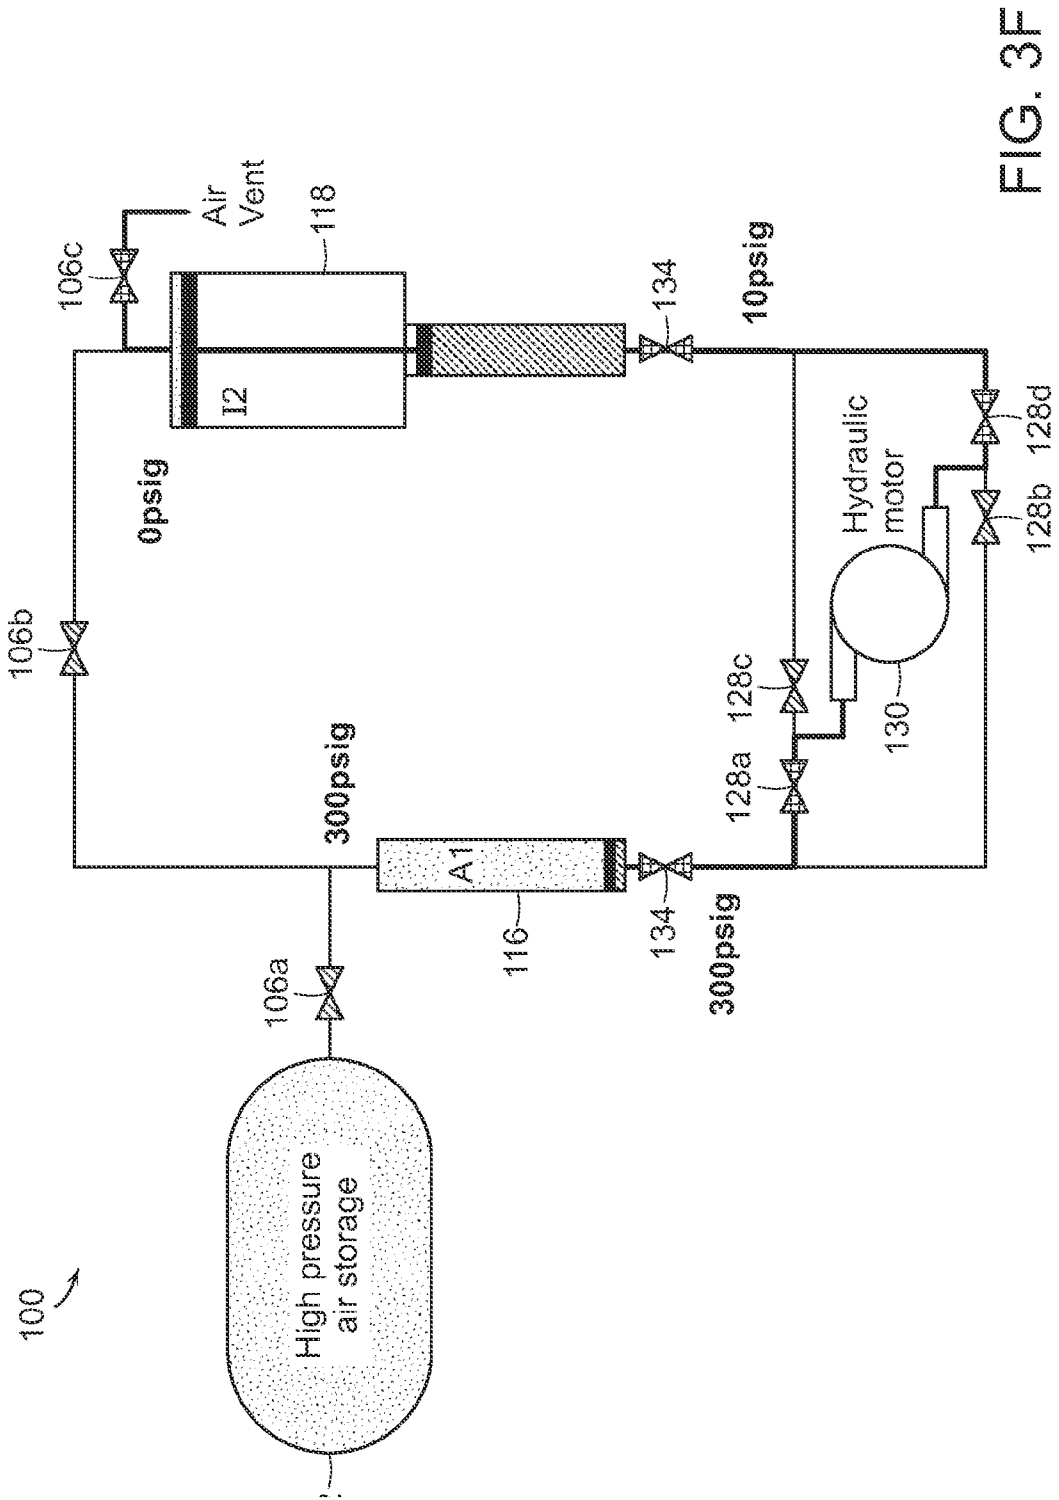 100
High pressure
air storage
106a
106b
300psig
0psig
A1
116
134
300psig
106c
Air
Vent
I2
118
134
10psig
128a
128c
Hydraulic
motor
130
128b
128d
FIG. 3F